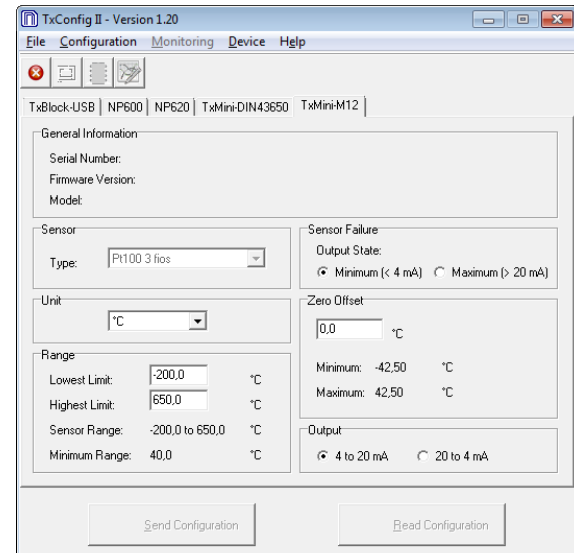 TxConfig II - Version 1.20
File Configuration Monitoring Device Help
TxBlock-USB NP600 NP620 TxMini-DIN43650 TxMini-M12
General Information
Serial Number:
Firmware Version:
Model:
Sensor
Type: Pt100 3 fios
Sensor Failure
Output State:
Minimum (< 4 mA) Maximum (> 20 mA)
Unit
°C
Zero Offset
0,0 °C
Minimum: -42,50 °C
Maximum: 42,50 °C
Range
Lowest Limit: -200,0 °C
Highest Limit: 650,0 °C
Sensor Range: -200,0 to 650,0 °C
Minimum Range: 40,0 °C
Output
4 to 20 mA 20 to 4 mA
Send Configuration Read Configuration